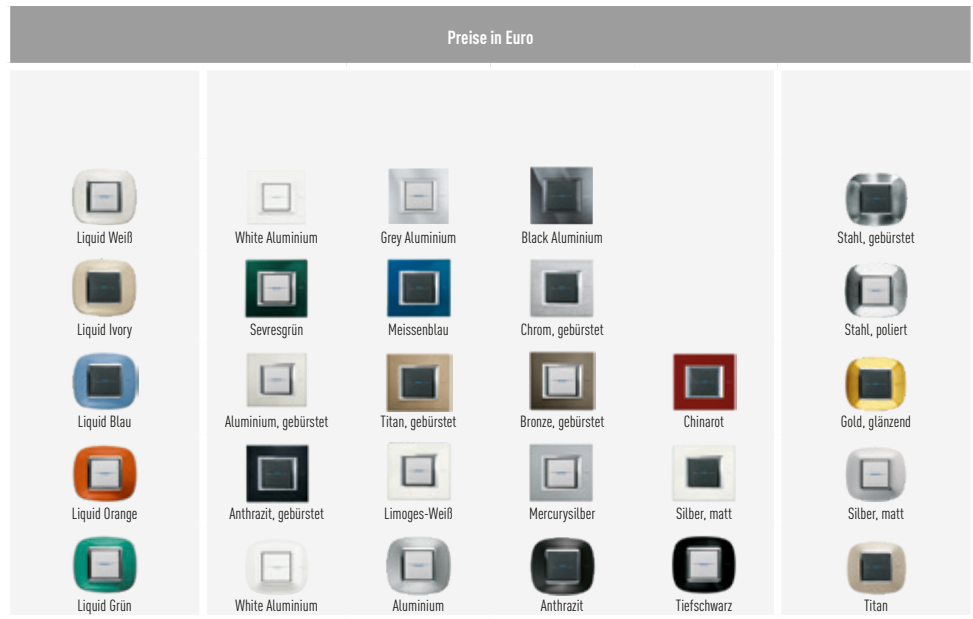 Preise in Euro
Liquid Weiß
White Aluminium
Grey Aluminium
Black Aluminium
Stahl, gebürstet
Liquid Ivory
Sevresgrün
Meissenblau
Chrom, gebürstet
Stahl, poliert
Liquid Blau
Aluminium, gebürstet
Titan, gebürstet
Bronze, gebürstet
Chinarot
Gold, glänzend
Liquid Orange
Anthrazit, gebürstet
Limoges-Weiß
Mercurysilber
Silber, matt
Silber, matt
Liquid Grün
White Aluminium
Aluminium
Anthrazit
Tiefschwarz
Titan